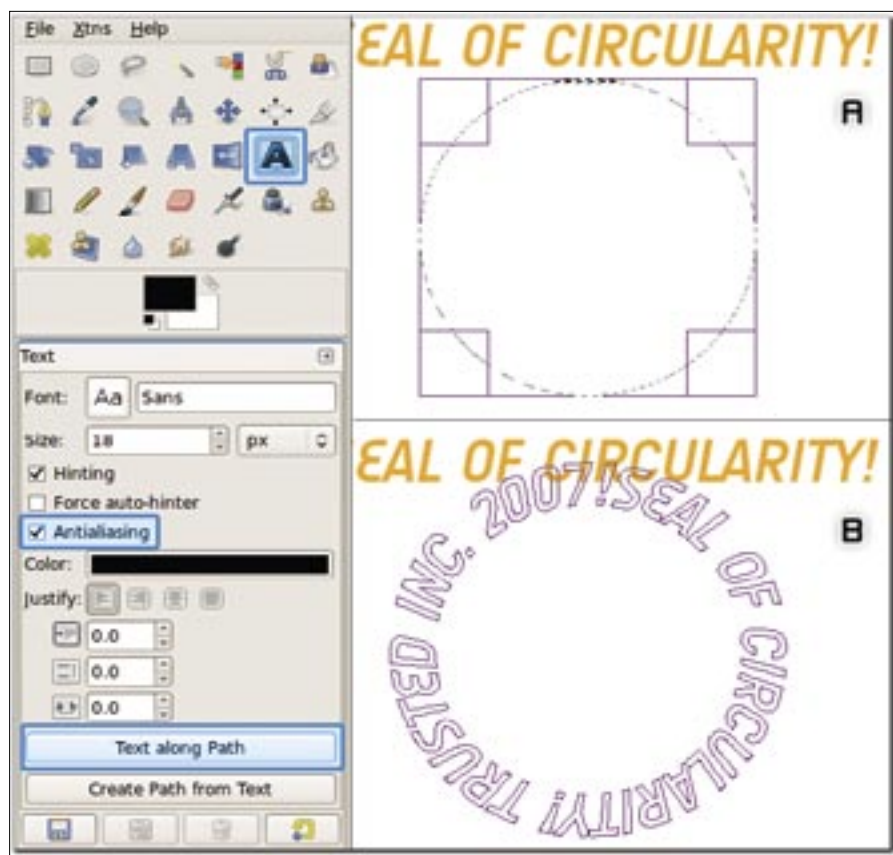 File Xtns Help
Text
Font: Aa Sans
Size: 18 px
Hinting
Force auto-hinter
Antialiasing
Color:
Justify:
0.0
0.0
0.0
Text along Path
Create Path from Text
EAL OF CIRCULARITY!
A
EAL OF CIRCULARITY!
SEAL OF CIRCULARITY! TRUSTED INC. 2007!
B